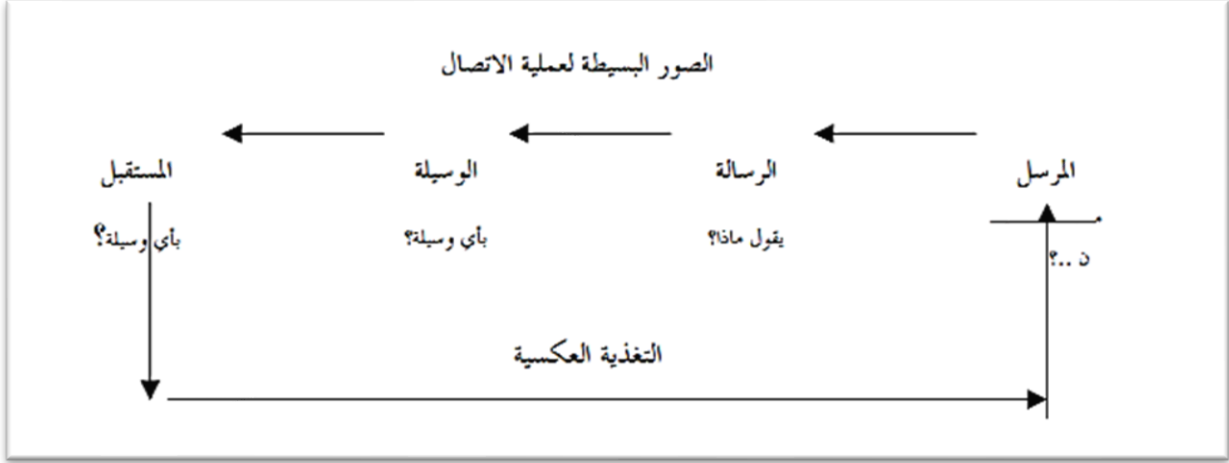 الصور البسيطة لعملية الاتصال
المرسل
الرسالة
الوسيلة
المستقبل
ن ..؟
يقول ماذا؟
بأي وسيلة؟
بأي وسيلة؟
التغذية العكسية